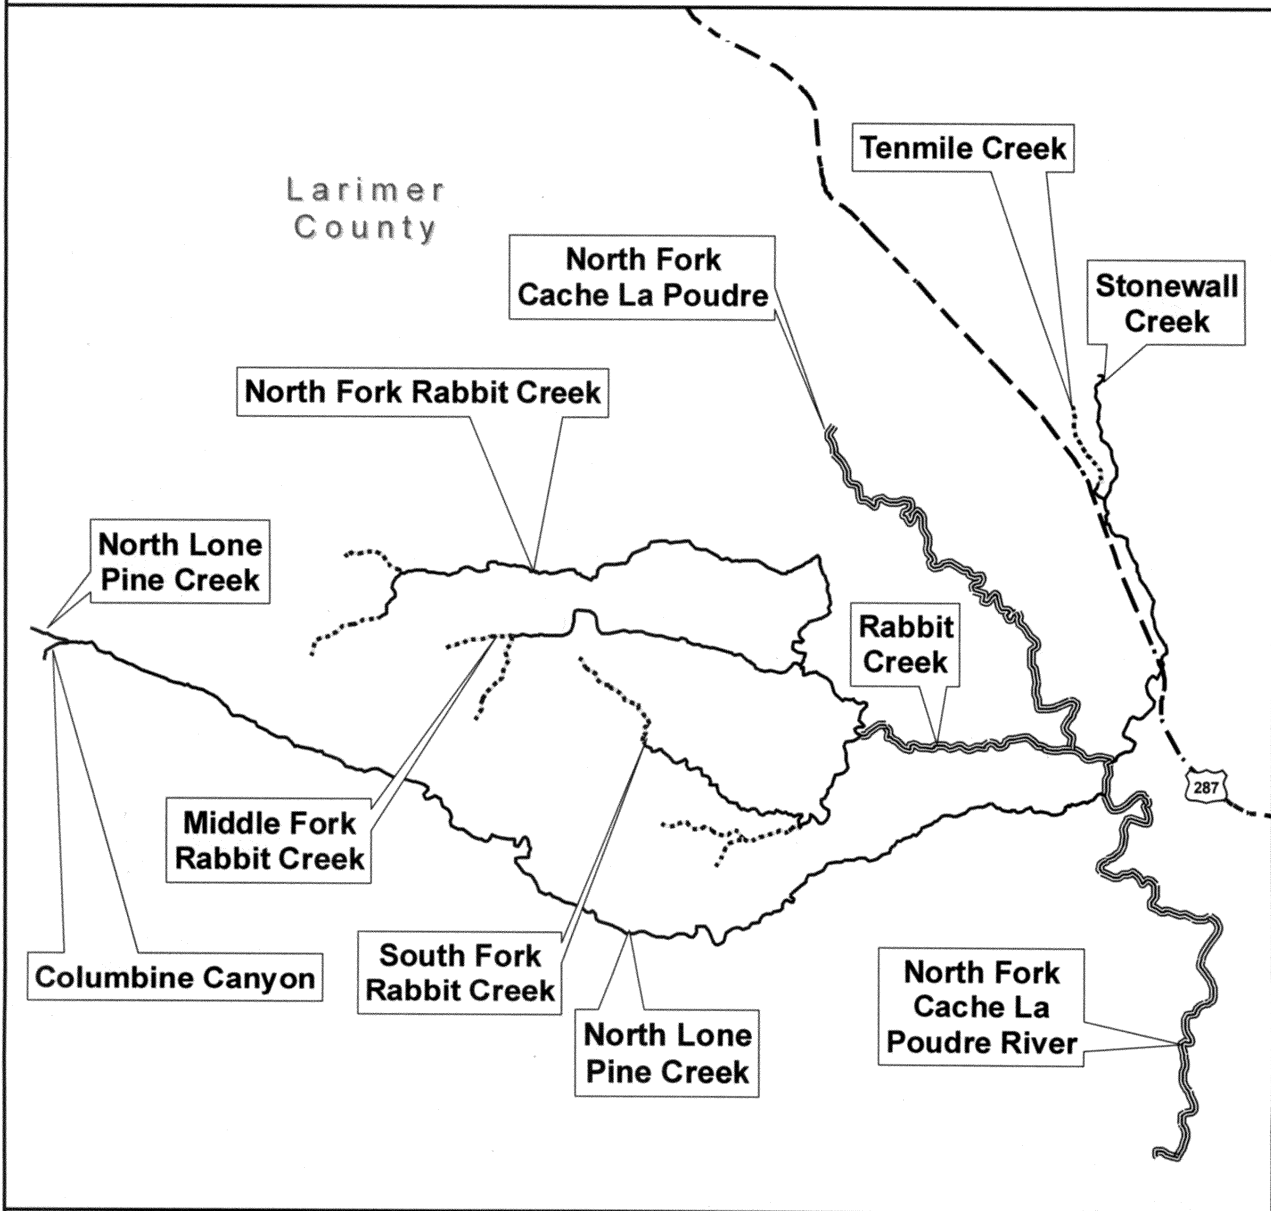 Tenmile Creek
Larimer
County
North Fork
Cache La Poudre
Stonewall
Creek
North Fork Rabbit Creek
North Lone
Pine Creek
Rabbit
Creek
287
Middle Fork
Rabbit Creek
South Fork
Rabbit Creek
Columbine Canyon
North Fork
Cache La
Poudre River
North Lone
Pine Creek